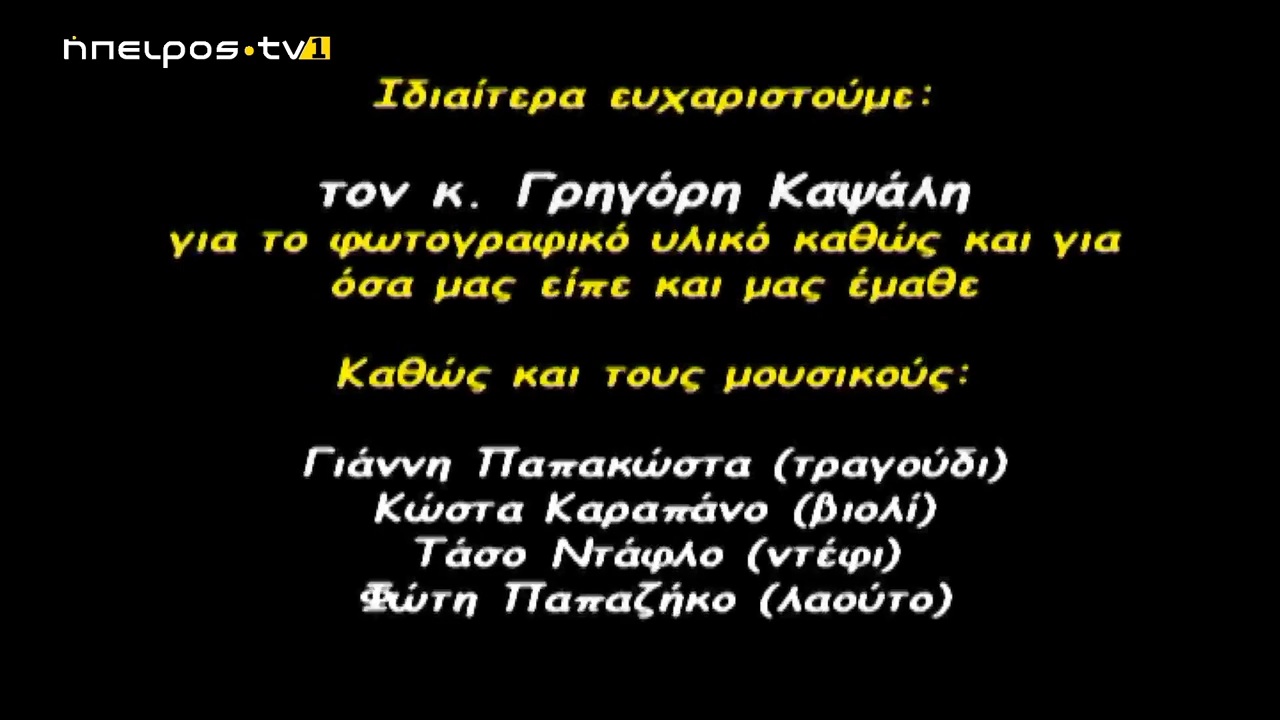 ήπειρος·tv1
Ιδιαίτερα ευχαριστούμε:
τον κ. Γρηγόρη Καψάλη
για το φωτογραφικό υλικό καθώς και για
όσα μας είπε και μας έμαθε
Καθώς και τους μουσικούς:
Γιάννη Παπακώστα (τραγούδι)
Κώστα Καραπάνο (βιολί)
Τάσο Ντάφλο (ντέφι)
Φώτη Παπαζήκο (λαούτο)